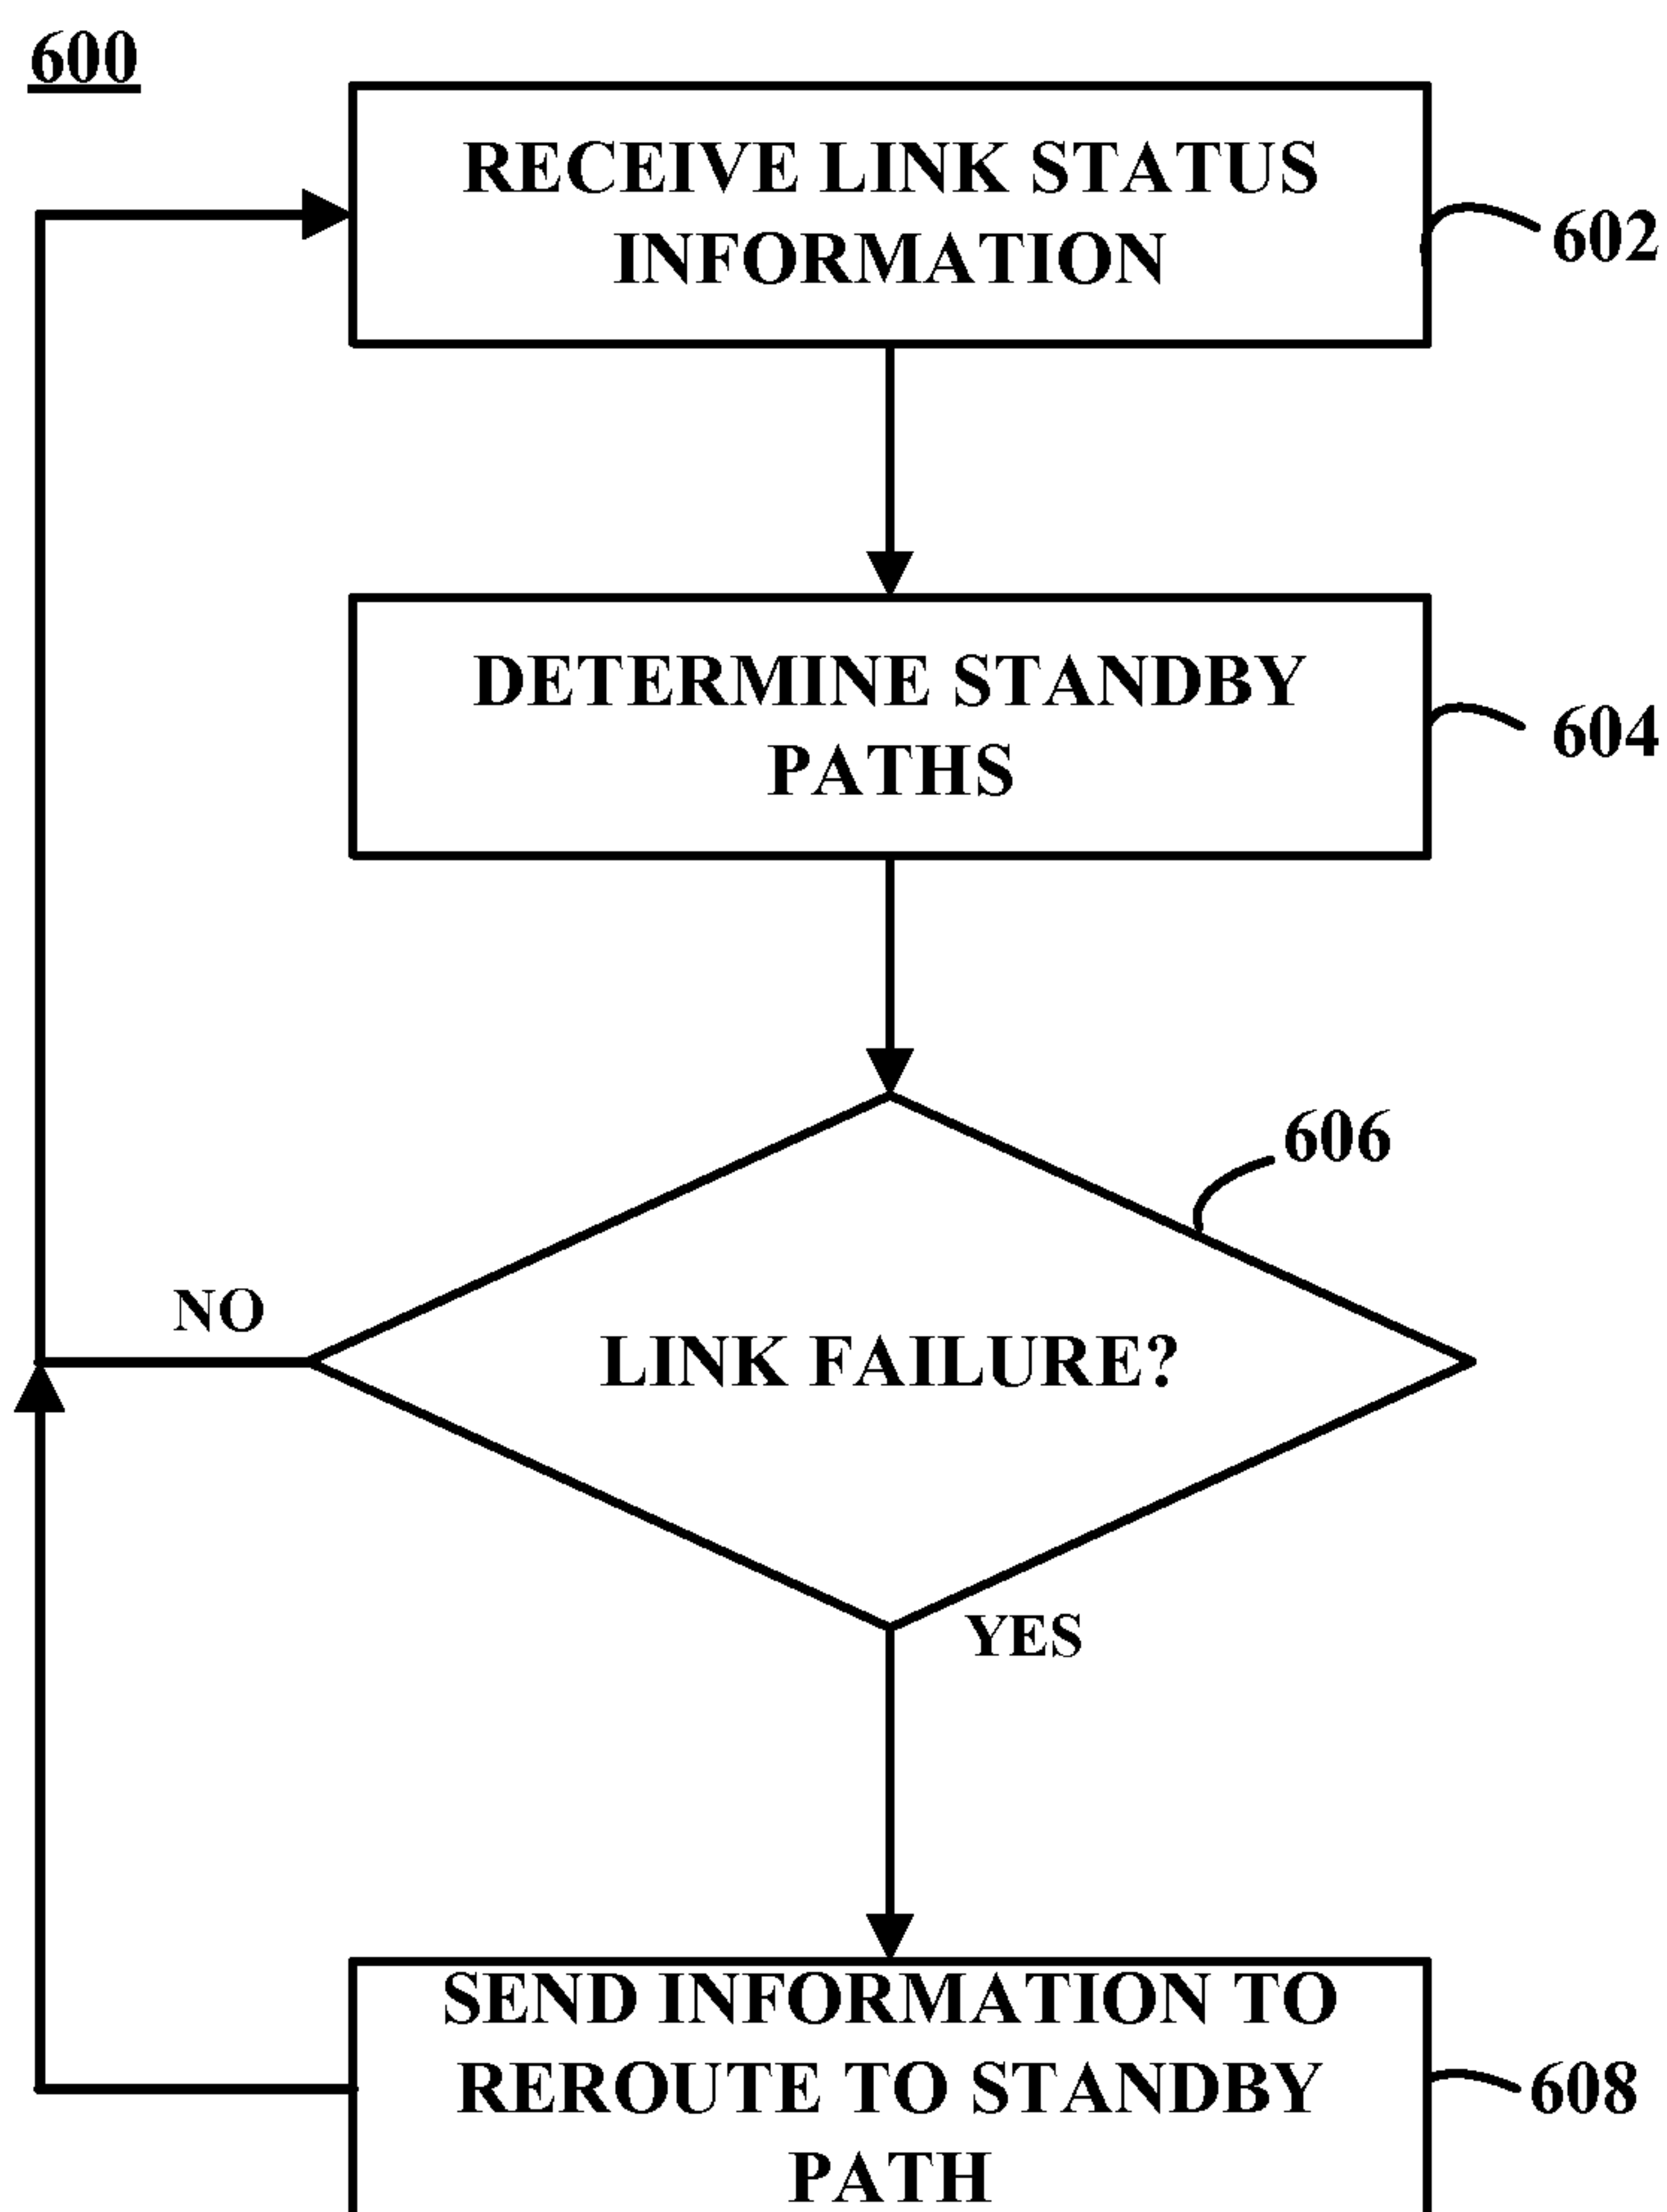 600
RECEIVE LINK STATUS
INFORMATION
602
DETERMINE STANDBY
PATHS
604
606
LINK FAILURE?
NO
YES
SEND INFORMATION TO
REROUTE TO STANDBY
PATH
608